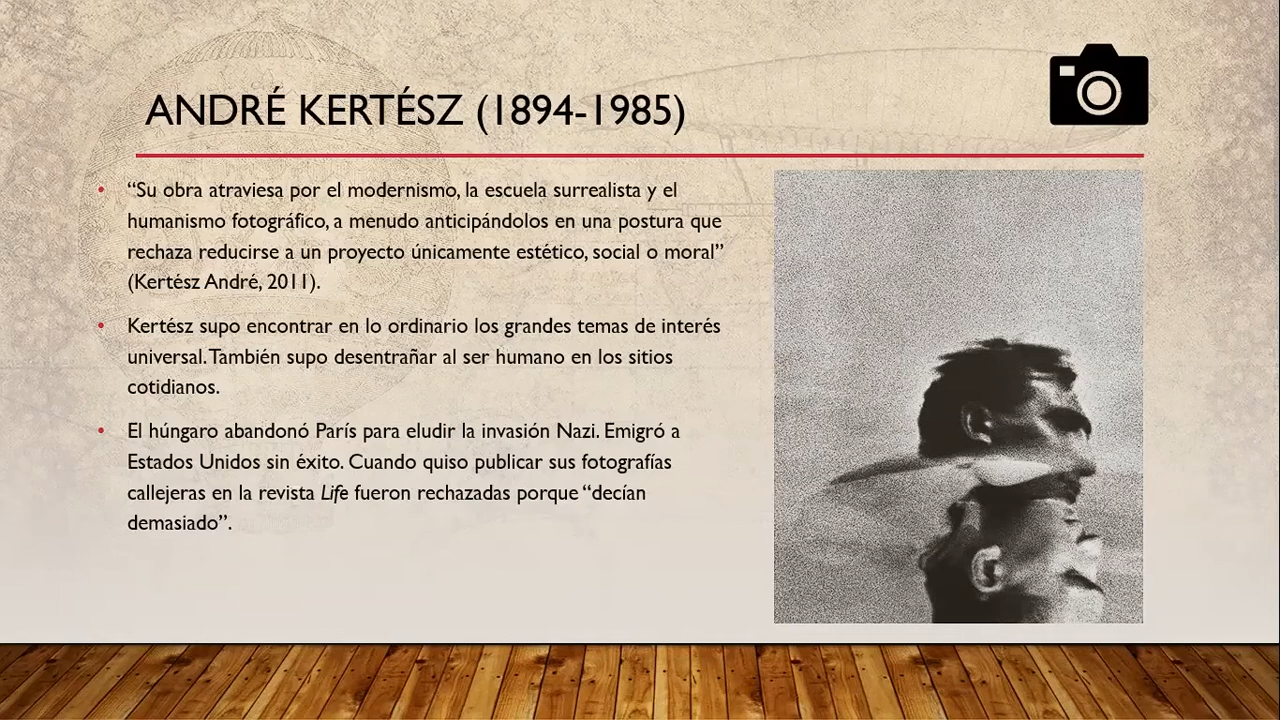 ANDRÉ KERTÉSZ (1894-1985)
• “Su obra atraviesa por el modernismo, la escuela surrealista y el
humanismo fotográfico, a menudo anticipándolos en una postura que
rechaza reducirse a un proyecto únicamente estético, social o moral”
(Kertész André, 2011).
• Kertész supo encontrar en lo ordinario los grandes temas de interés
universal. También supo desentrañar al ser humano en los sitios
cotidianos.
• El húngaro abandonó París para eludir la invasión Nazi. Emigró a
Estados Unidos sin éxito. Cuando quiso publicar sus fotografías
callejeras en la revista Life fueron rechazadas porque “decían
demasiado”.